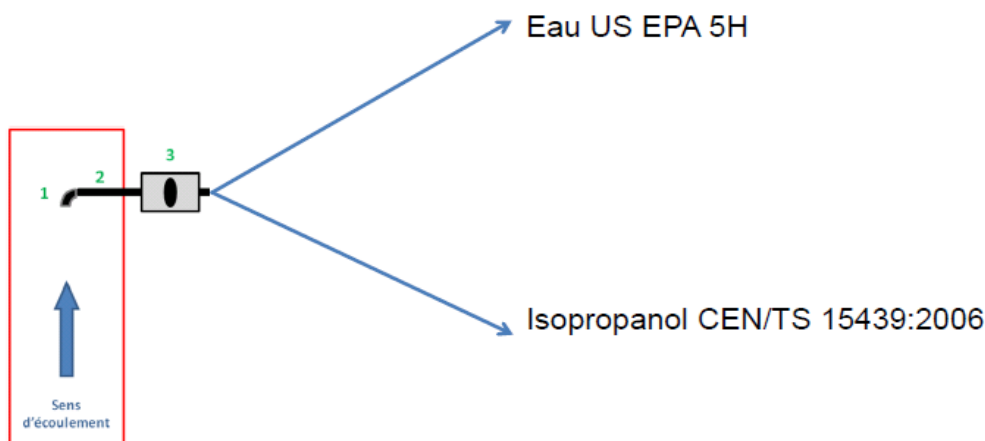 Eau US EPA 5H
3
2
1
Isopropanol CEN/TS 15439:2006
Sens
d'écoulement